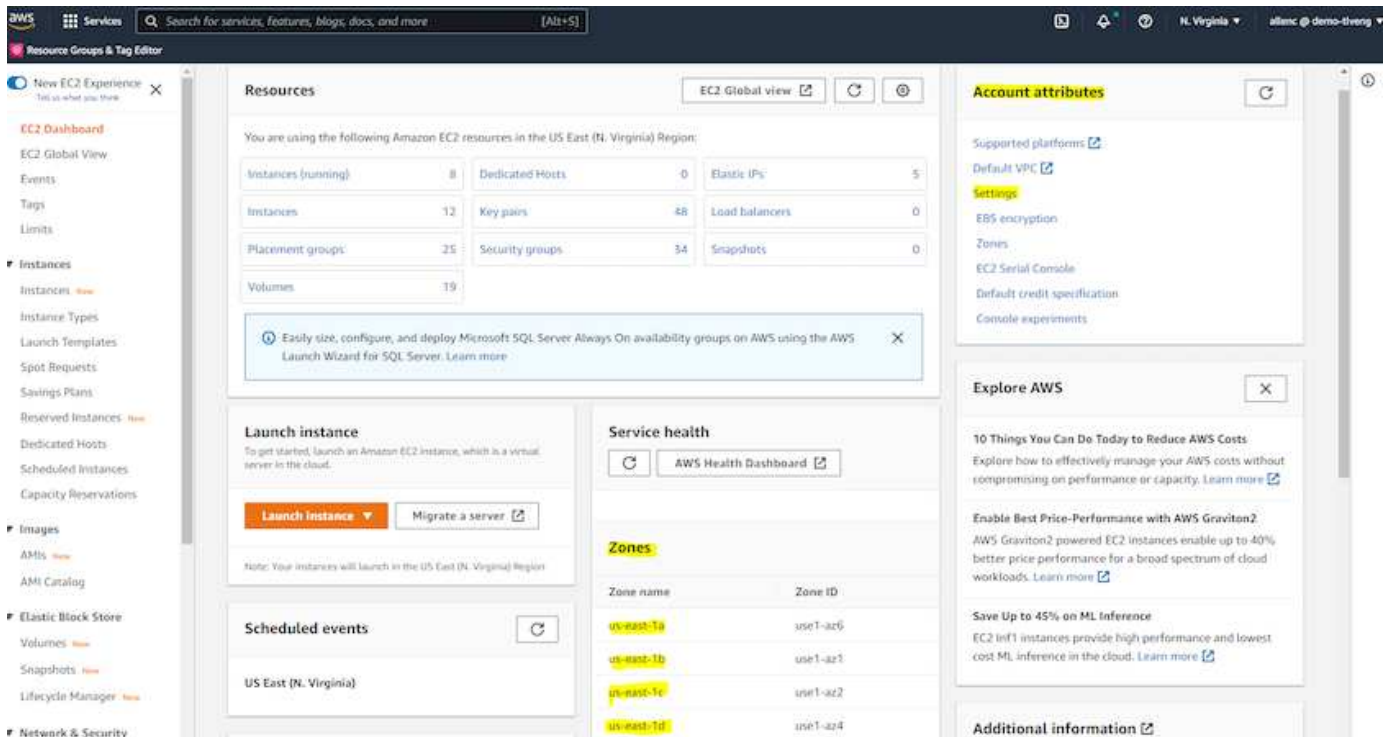 aws
Services
Search for services, features, blogs, docs, and more
[Alt+S]
N. Virginia
allenc @ demo-tlveng
Resource Groups & Tag Editor
New EC2 Experience
Tell us what you think
EC2 Dashboard
EC2 Global View
Events
Tags
Limits
Instances
Instances New
Instance Types
Launch Templates
Spot Requests
Savings Plans
Reserved Instances New
Dedicated Hosts
Scheduled Instances
Capacity Reservations
Images
AMIs New
AMI Catalog
Elastic Block Store
Volumes New
Snapshots New
Lifecycle Manager New
Network & Security
Resources
EC2 Global view
You are using the following Amazon EC2 resources in the US East (N. Virginia) Region:
Instances (running) 8
Dedicated Hosts 0
Elastic IPs 5
Instances 12
Key pairs 48
Load balancers 0
Placement groups 25
Security groups 34
Snapshots 0
Volumes 19
Easily size, configure, and deploy Microsoft SQL Server Always On availability groups on AWS using the AWS
Launch Wizard for SQL Server. Learn more
Launch instance
To get started, launch an Amazon EC2 instance, which is a virtual
server in the cloud.
Launch instance
Migrate a server
Note: Your instances will launch in the US East (N. Virginia) Region
Scheduled events
US East (N. Virginia)
Service health
AWS Health Dashboard
Zones
Zone name Zone ID
us-east-1a use1-az6
us-east-1b use1-az1
us-east-1c use1-az2
us-east-1d use1-az4
Account attributes
Supported platforms
Default VPC
Settings
EBS encryption
Zones
EC2 Serial Console
Default credit specification
Console experiments
Explore AWS
10 Things You Can Do Today to Reduce AWS Costs
Explore how to effectively manage your AWS costs without
compromising on performance or capacity. Learn more
Enable Best Price-Performance with AWS Graviton2
AWS Graviton2 powered EC2 instances enable up to 40%
better price performance for a broad spectrum of cloud
workloads. Learn more
Save Up to 45% on ML Inference
EC2 Inf1 instances provide high performance and lowest
cost ML inference in the cloud. Learn more
Additional information